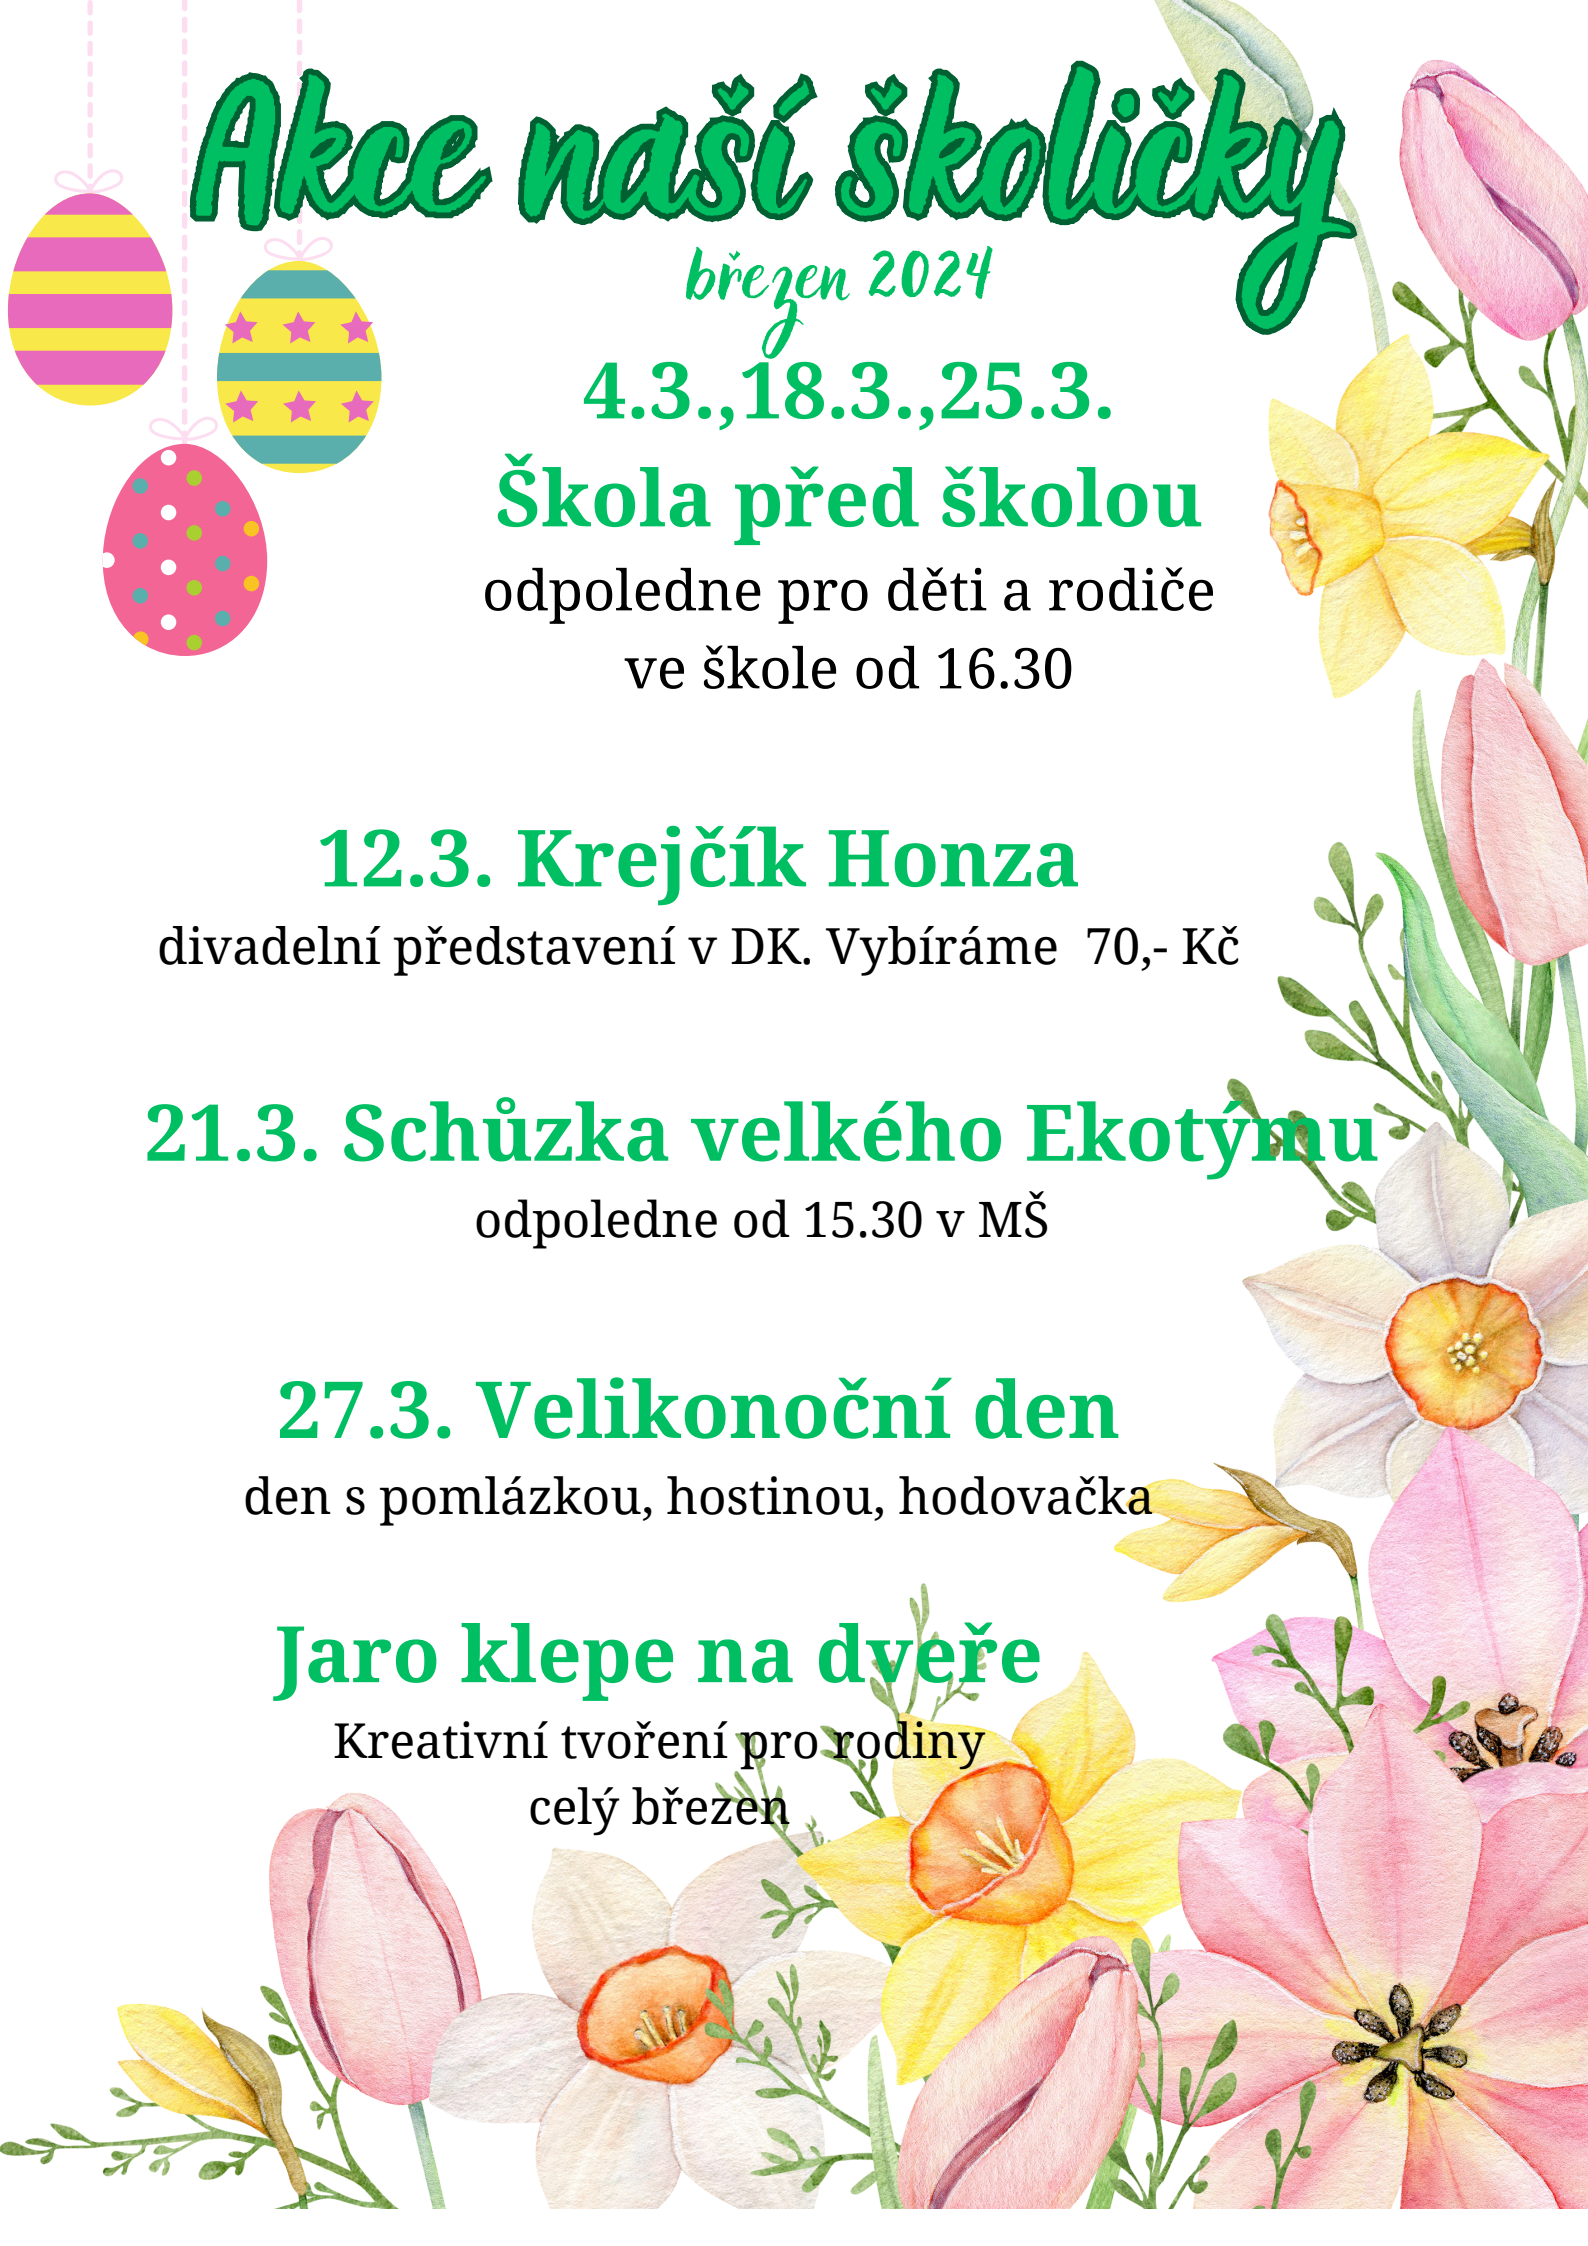 Akce naší školičky
březen 2024
4.3.,18.3.,25.3.
Škola před školou
odpoledne pro děti a rodiče
ve škole od 16.30
12.3. Krejčík Honza
divadelní představení v DK. Vybíráme  70,- Kč
21.3. Schůzka velkého Ekotýmu
odpoledne od 15.30 v MŠ
27.3. Velikonoční den
den s pomlázkou, hostinou, hodovačka
Jaro klepe na dveře
Kreativní tvoření pro rodiny
celý březen